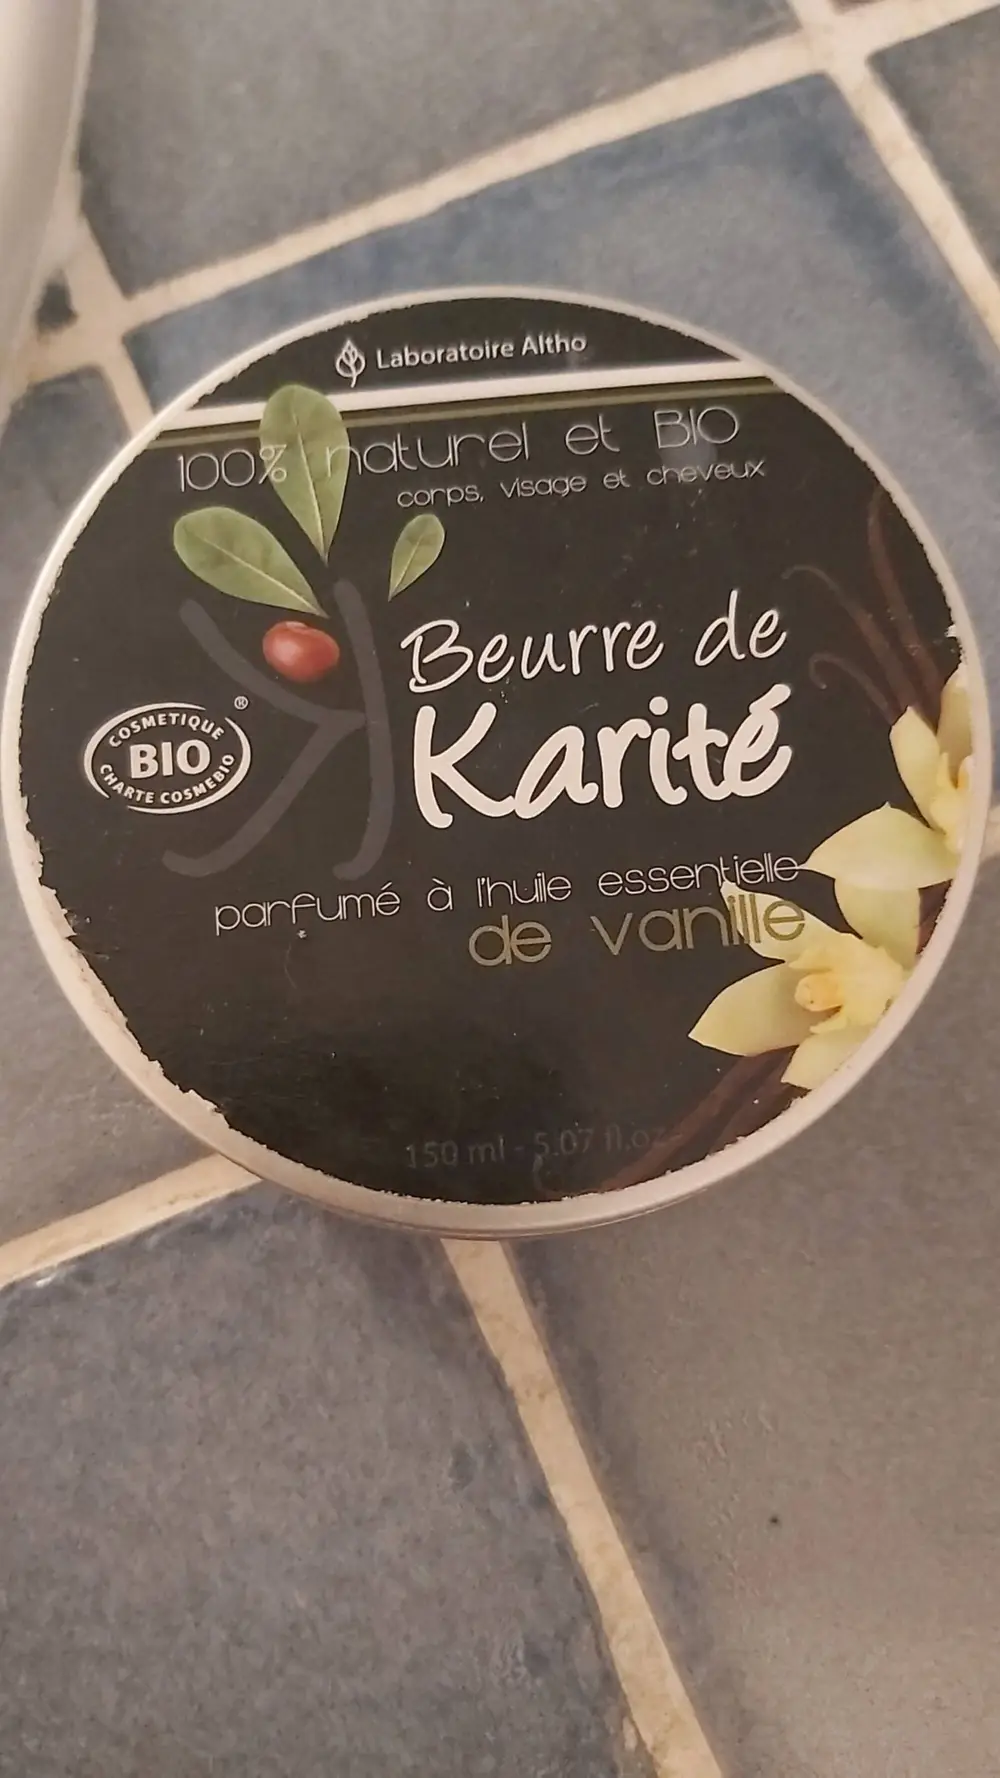 Laboratoire Altho
100% naturel et BIO
corps, visage et cheveux
Beurre de
Karité
COSMETIQUE ®
BIO
CHARTE COSMEBIO
parfumé à l'huile essentielle
de vanille
150 ml - 5.07 fl.oz